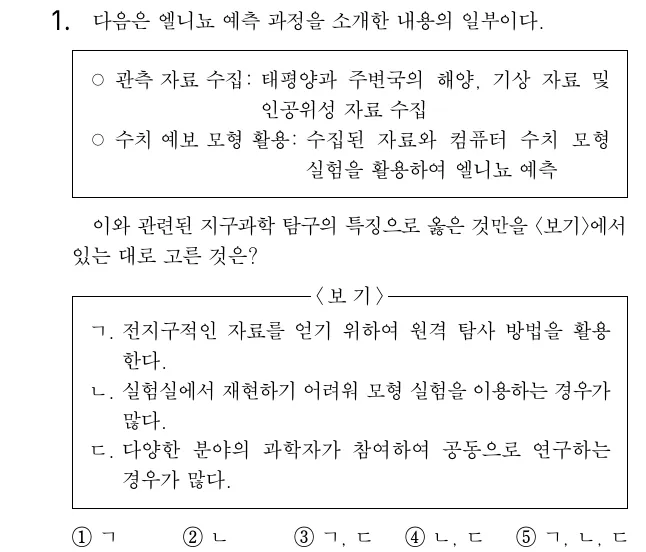 1. 다음은 엘니뇨 예측 과정을 소개한 내용의 일부이다.
○ 관측 자료 수집: 태평양과 주변국의 해양, 기상 자료 및
인공위성 자료 수집
○ 수치 예보 모형 활용: 수집된 자료와 컴퓨터 수치 모형
실험을 활용하여 엘니뇨 예측
이와 관련된 지구과학 탐구의 특징으로 옳은 것만을 〈보기〉에서
있는 대로 고른 것은?
〈보 기〉
ㄱ. 전지구적인 자료를 얻기 위하여 원격 탐사 방법을 활용
한다.
ㄴ. 실험실에서 재현하기 어려워 모형 실험을 이용하는 경우가
많다.
ㄷ. 다양한 분야의 과학자가 참여하여 공동으로 연구하는
경우가 많다.
① ㄱ ② ㄴ ③ ㄱ, ㄷ ④ ㄴ, ㄷ ⑤ ㄱ, ㄴ, ㄷ